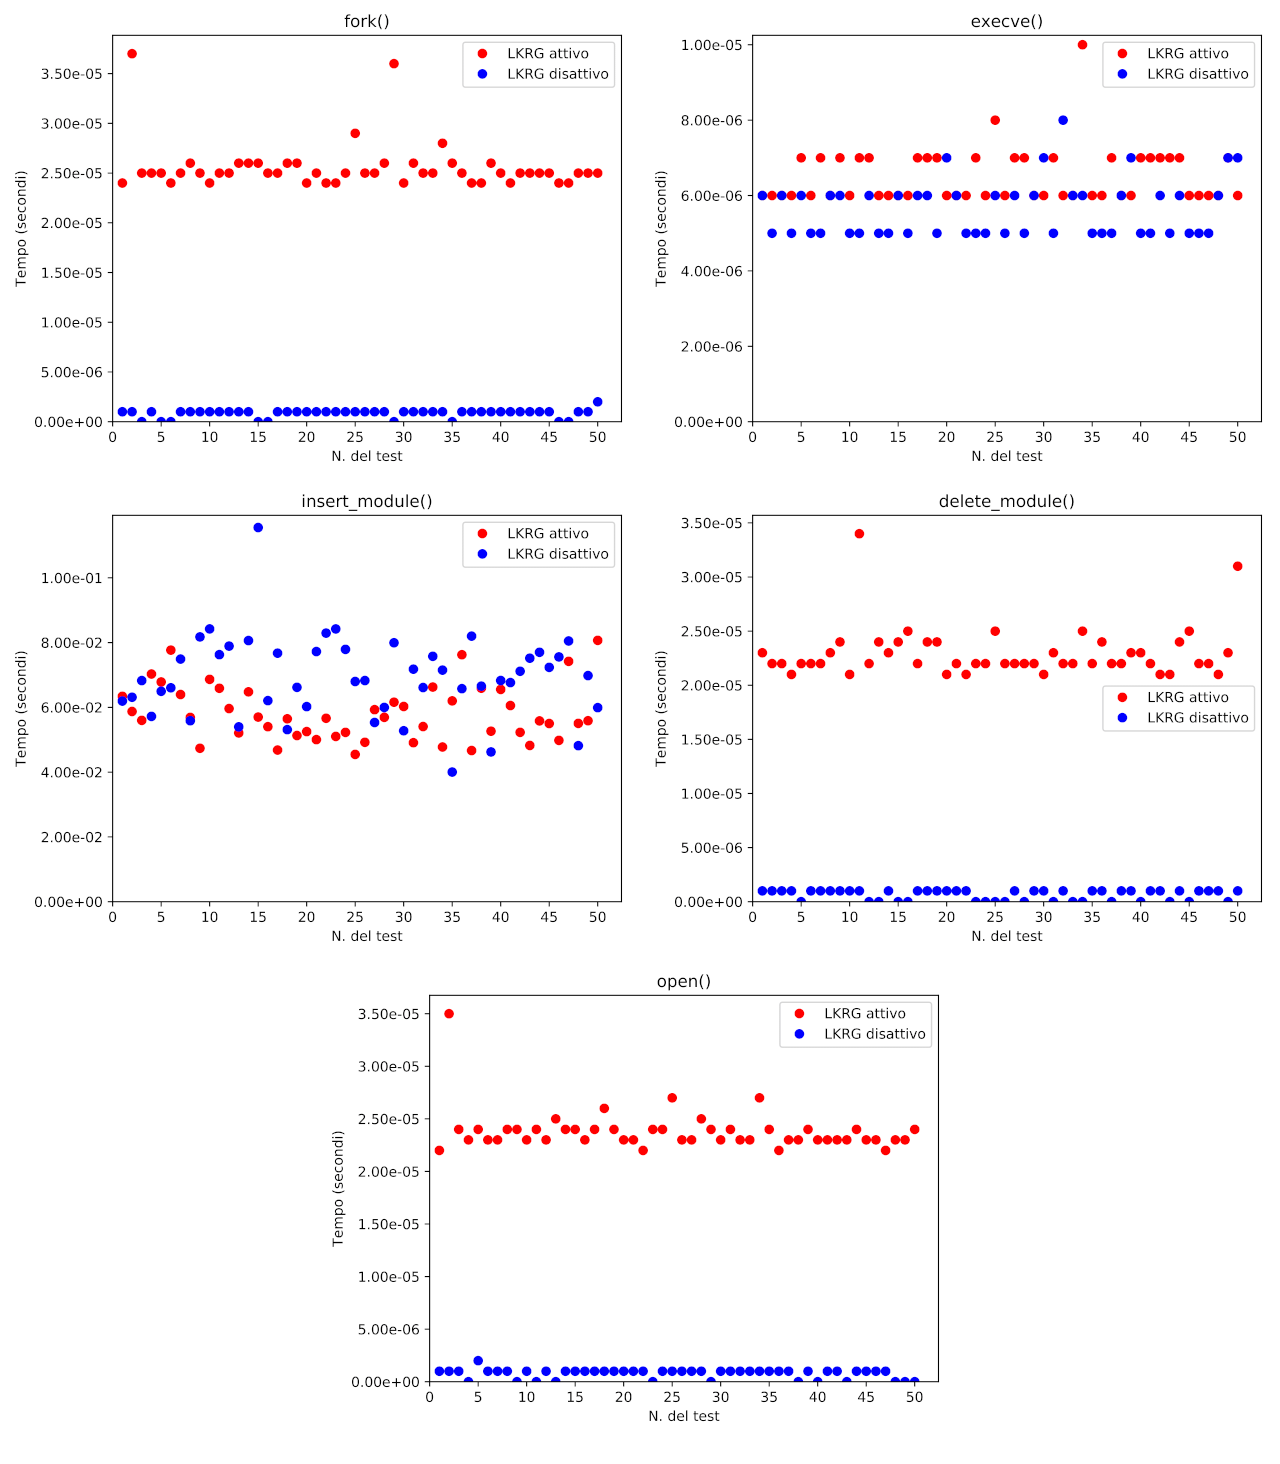 fork()
LKRG attivo
LKRG disattivo
Tempo (secondi)
3.50e-05
3.00e-05
2.50e-05
2.00e-05
1.50e-05
1.00e-05
5.00e-06
0.00e+00
0 5 10 15 20 25 30 35 40 45 50
N. del test
execve()
LKRG attivo
LKRG disattivo
Tempo (secondi)
1.00e-05
8.00e-06
6.00e-06
4.00e-06
2.00e-06
0.00e+00
0 5 10 15 20 25 30 35 40 45 50
N. del test
insert_module()
LKRG attivo
LKRG disattivo
Tempo (secondi)
1.00e-01
8.00e-02
6.00e-02
4.00e-02
2.00e-02
0.00e+00
0 5 10 15 20 25 30 35 40 45 50
N. del test
delete_module()
LKRG attivo
LKRG disattivo
Tempo (secondi)
3.50e-05
3.00e-05
2.50e-05
2.00e-05
1.50e-05
1.00e-05
5.00e-06
0.00e+00
0 5 10 15 20 25 30 35 40 45 50
N. del test
open()
LKRG attivo
LKRG disattivo
Tempo (secondi)
3.50e-05
3.00e-05
2.50e-05
2.00e-05
1.50e-05
1.00e-05
5.00e-06
0.00e+00
0 5 10 15 20 25 30 35 40 45 50
N. del test